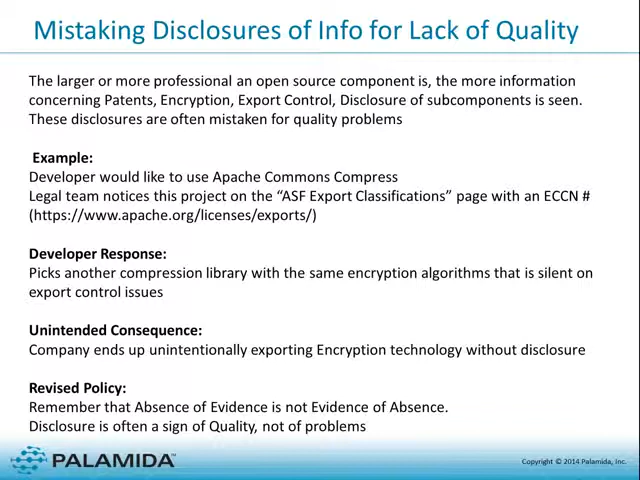 Mistaking Disclosures of Info for Lack of Quality
The larger or more professional an open source component is, the more information
concerning Patents, Encryption, Export Control, Disclosure of subcomponents is seen.
These disclosures are often mistaken for quality problems
Example:
Developer would like to use Apache Commons Compress
Legal team notices this project on the “ASF Export Classifications” page with an ECCN #
(https://www.apache.org/licenses/exports/)
Developer Response:
Picks another compression library with the same encryption algorithms that is silent on
export control issues
Unintended Consequence:
Company ends up unintentionally exporting Encryption technology without disclosure
Revised Policy:
Remember that Absence of Evidence is not Evidence of Absence.
Disclosure is often a sign of Quality, not of problems
PALAMIDA™
Copyright © 2014 Palamida, Inc.